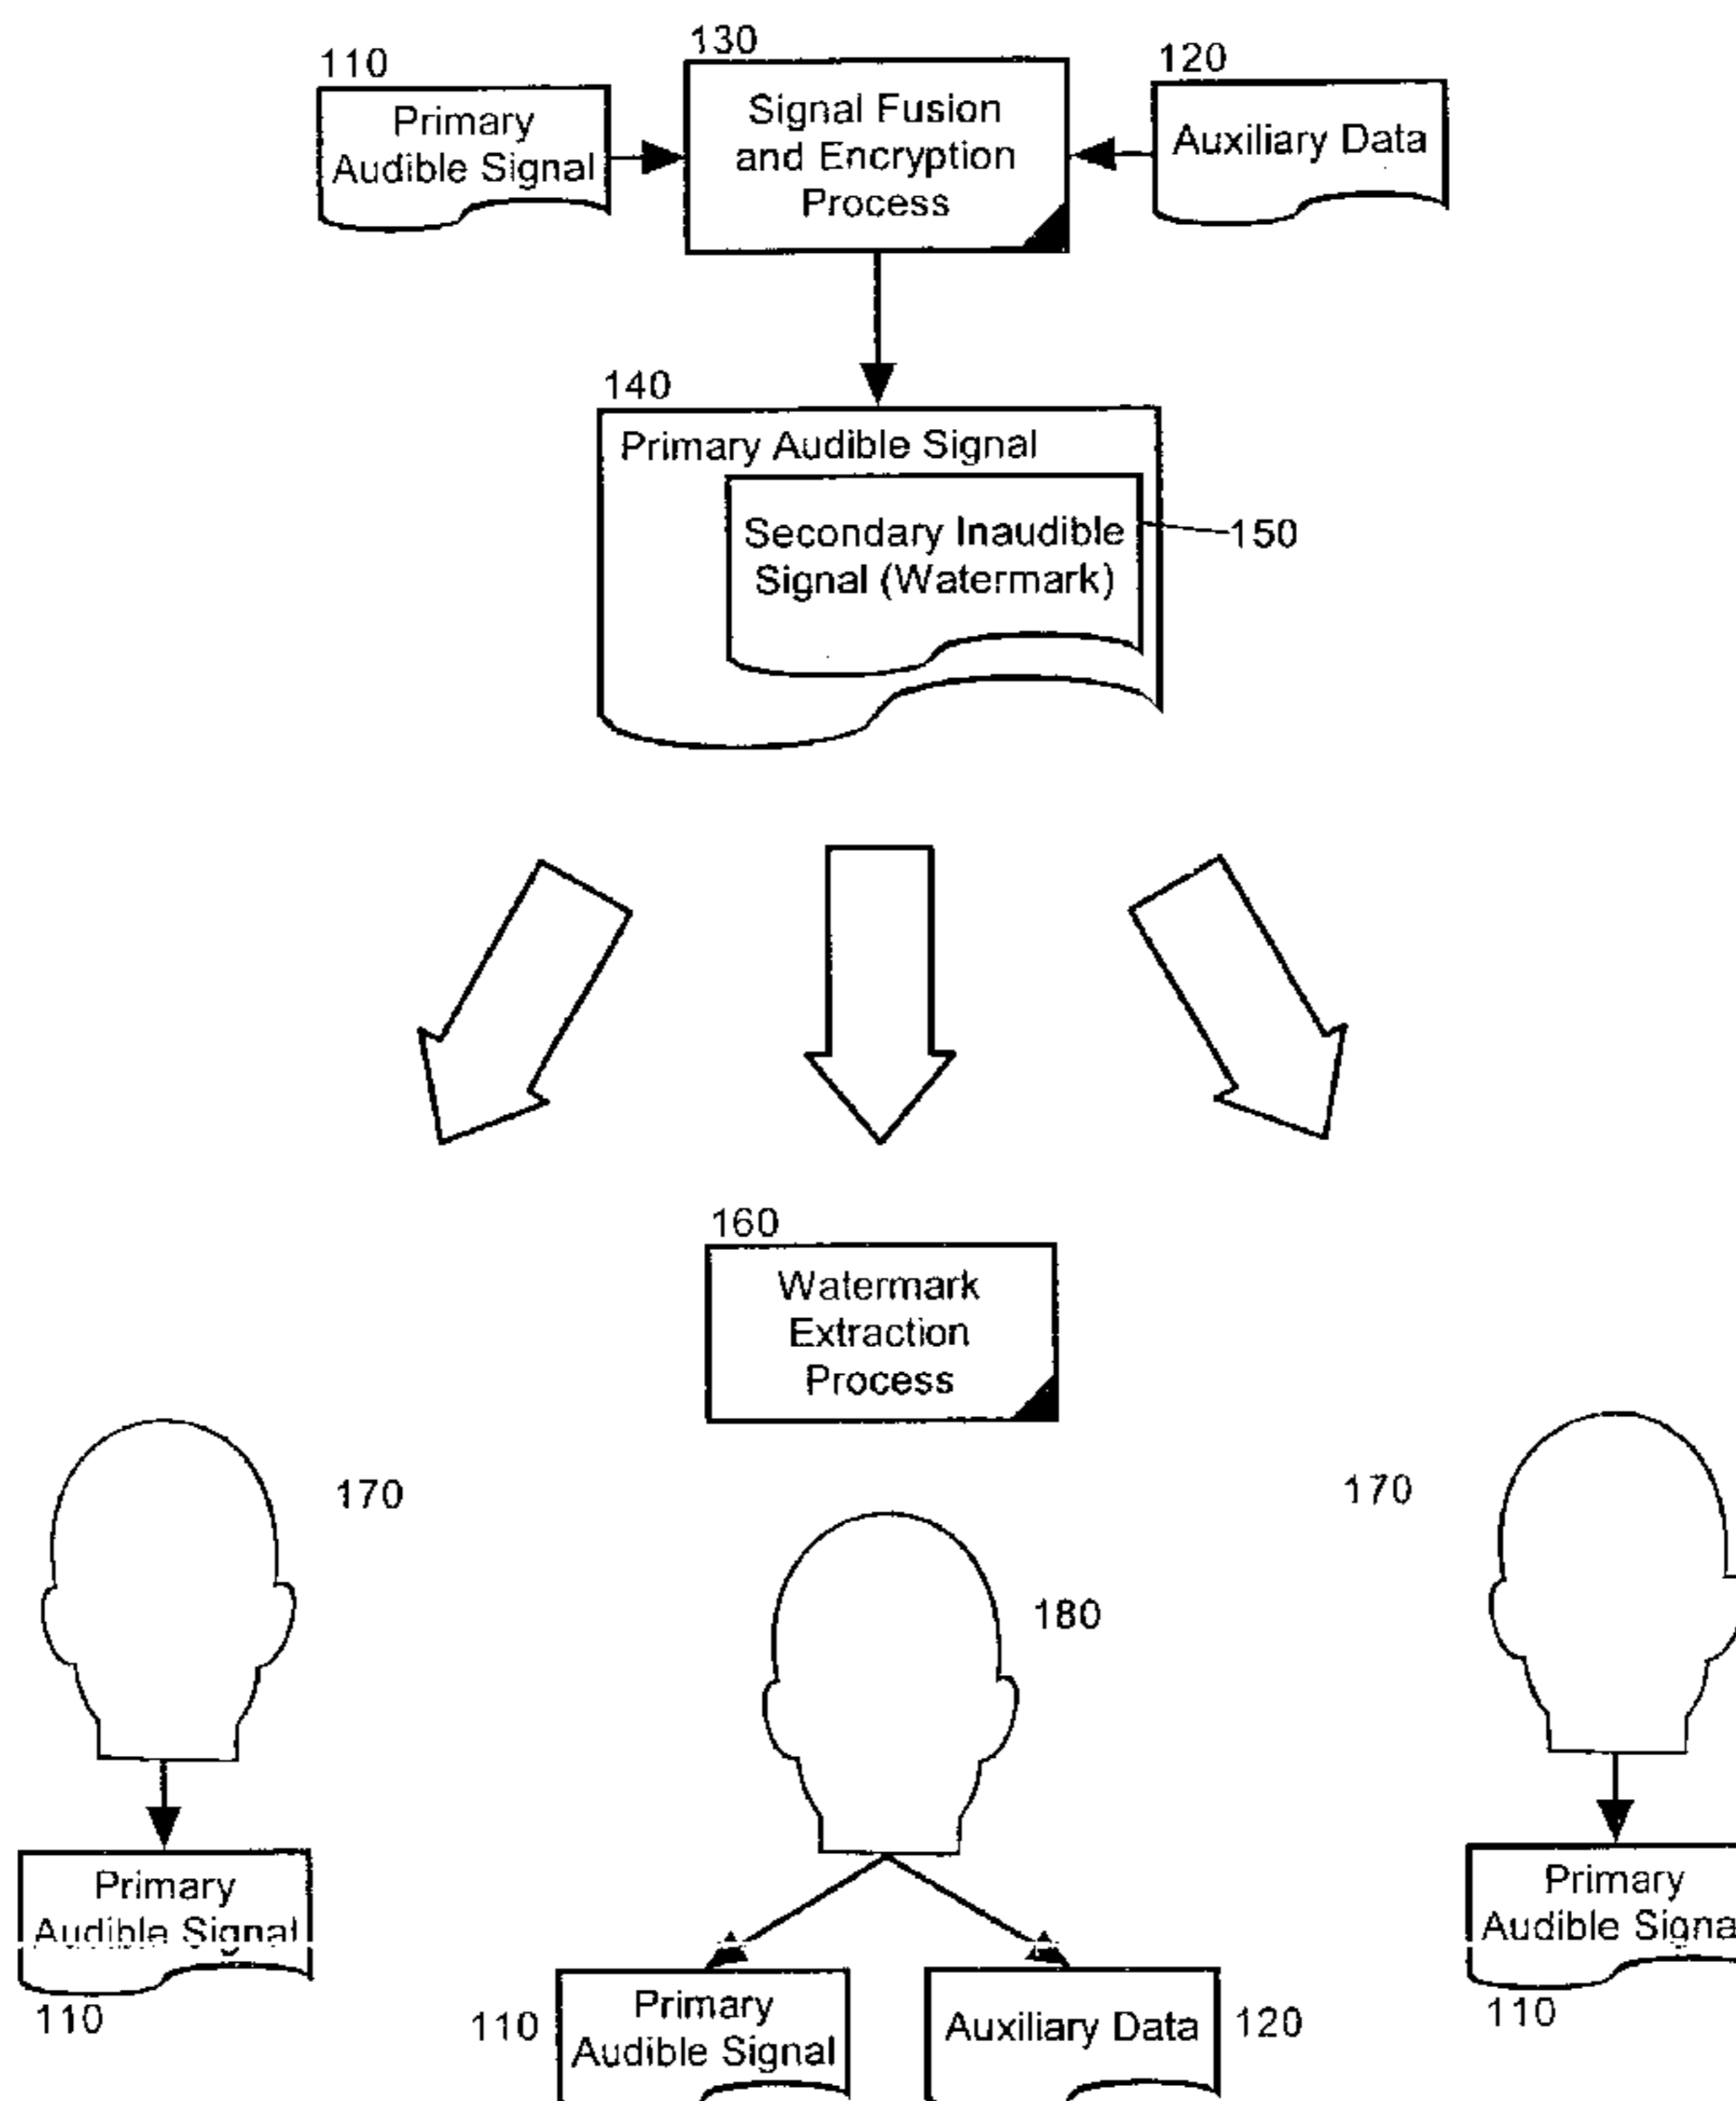 130
110
120
Primary
Audible Signal
Signal Fusion
and Encryption
Process
Auxiliary Data
140
Primary Audible Signal
Secondary Inaudible
Signal (Watermark)
150
160
Watermark
Extraction
Process
170
170
180
Primary
Audible Signal
110
Primary
Audible Signa
110
110
Primary
Audible Signal
Auxiliary Data
120